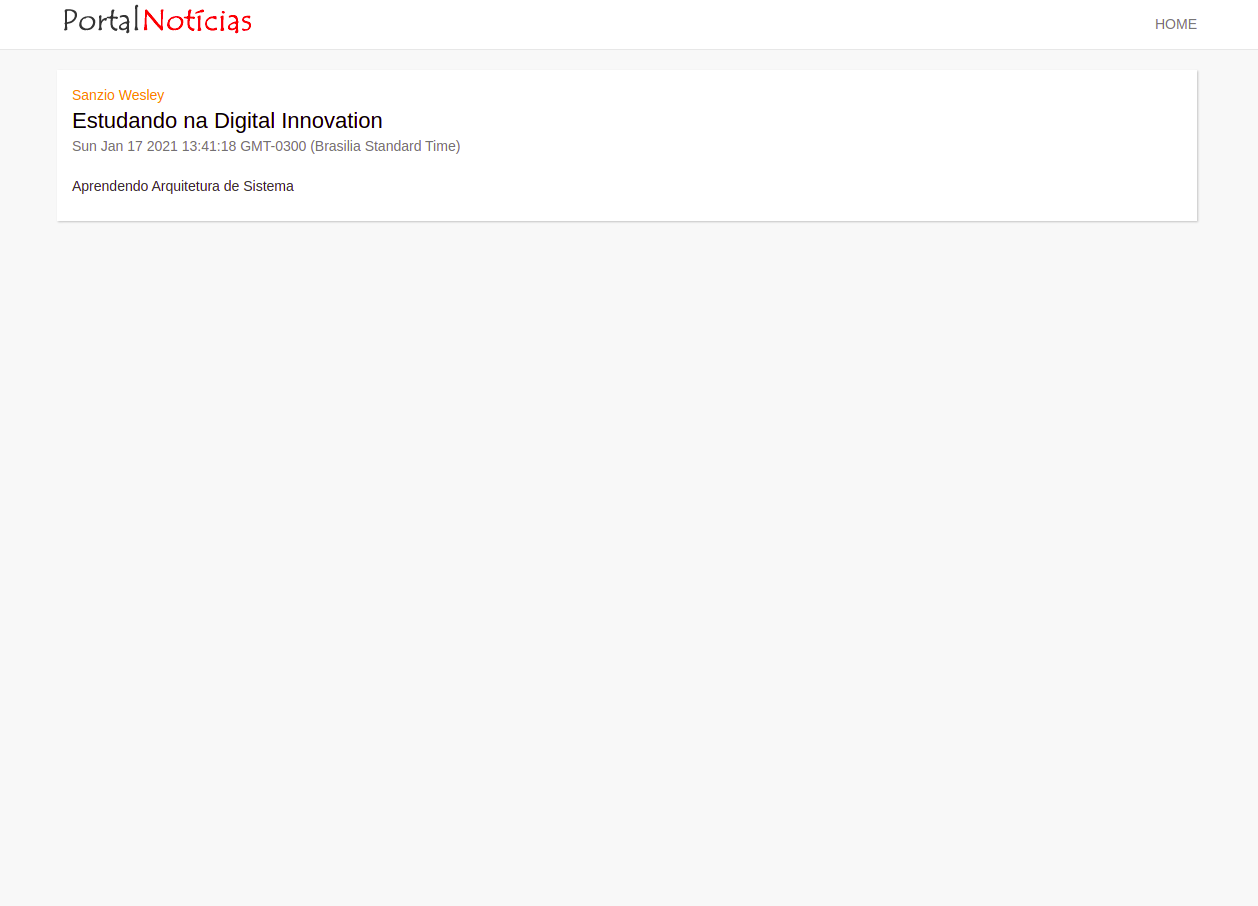 PortalNotícias
HOME
Sanzio Wesley
Estudando na Digital Innovation
Sun Jan 17 2021 13:41:18 GMT-0300 (Brasilia Standard Time)
Aprendendo Arquitetura de Sistema